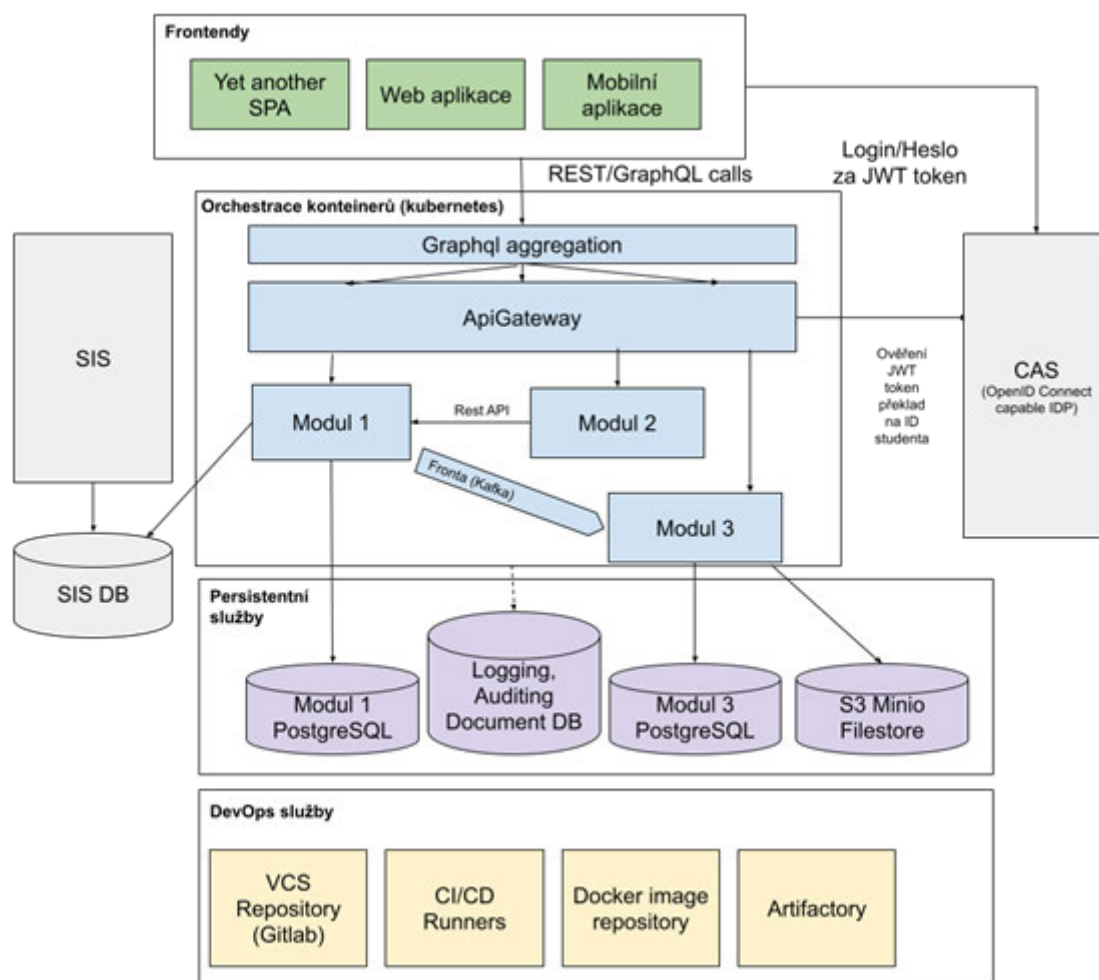 Frontendy
Yet another
SPA
Web aplikace
Mobilní
aplikace
REST/GraphQL calls
Login/Heslo
za JWT token
Orchestrace konteinerů (kubernetes)
Graphql aggregation
ApiGateway
SIS
Modul 1
Rest API
Modul 2
Ověření
JWT
token
překlad
na ID
studenta
CAS
(OpenID Connect
capable IDP)
Fronta (Kafka)
Modul 3
SIS DB
Persistentní
služby
Modul 1
PostgreSQL
Logging,
Auditing
Document DB
Modul 3
PostgreSQL
S3 Minio
Filestore
DevOps služby
VCS
Repository
(Gitlab)
CI/CD
Runners
Docker image
repository
Artifactory